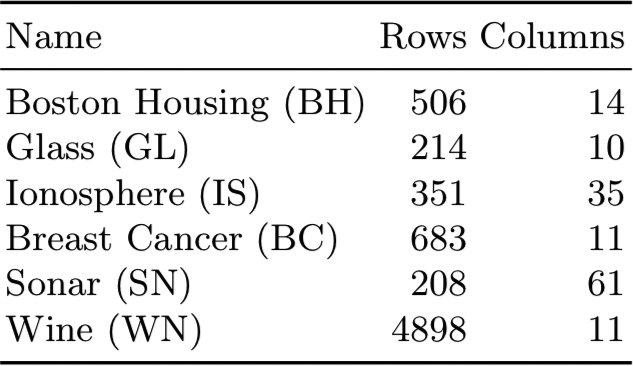 Name Rows Columns
Boston Housing (BH) 506 14
Glass (GL) 214 10
Ionosphere (IS) 351 35
Breast Cancer (BC) 683 11
Sonar (SN) 208 61
Wine (WN) 4898 11